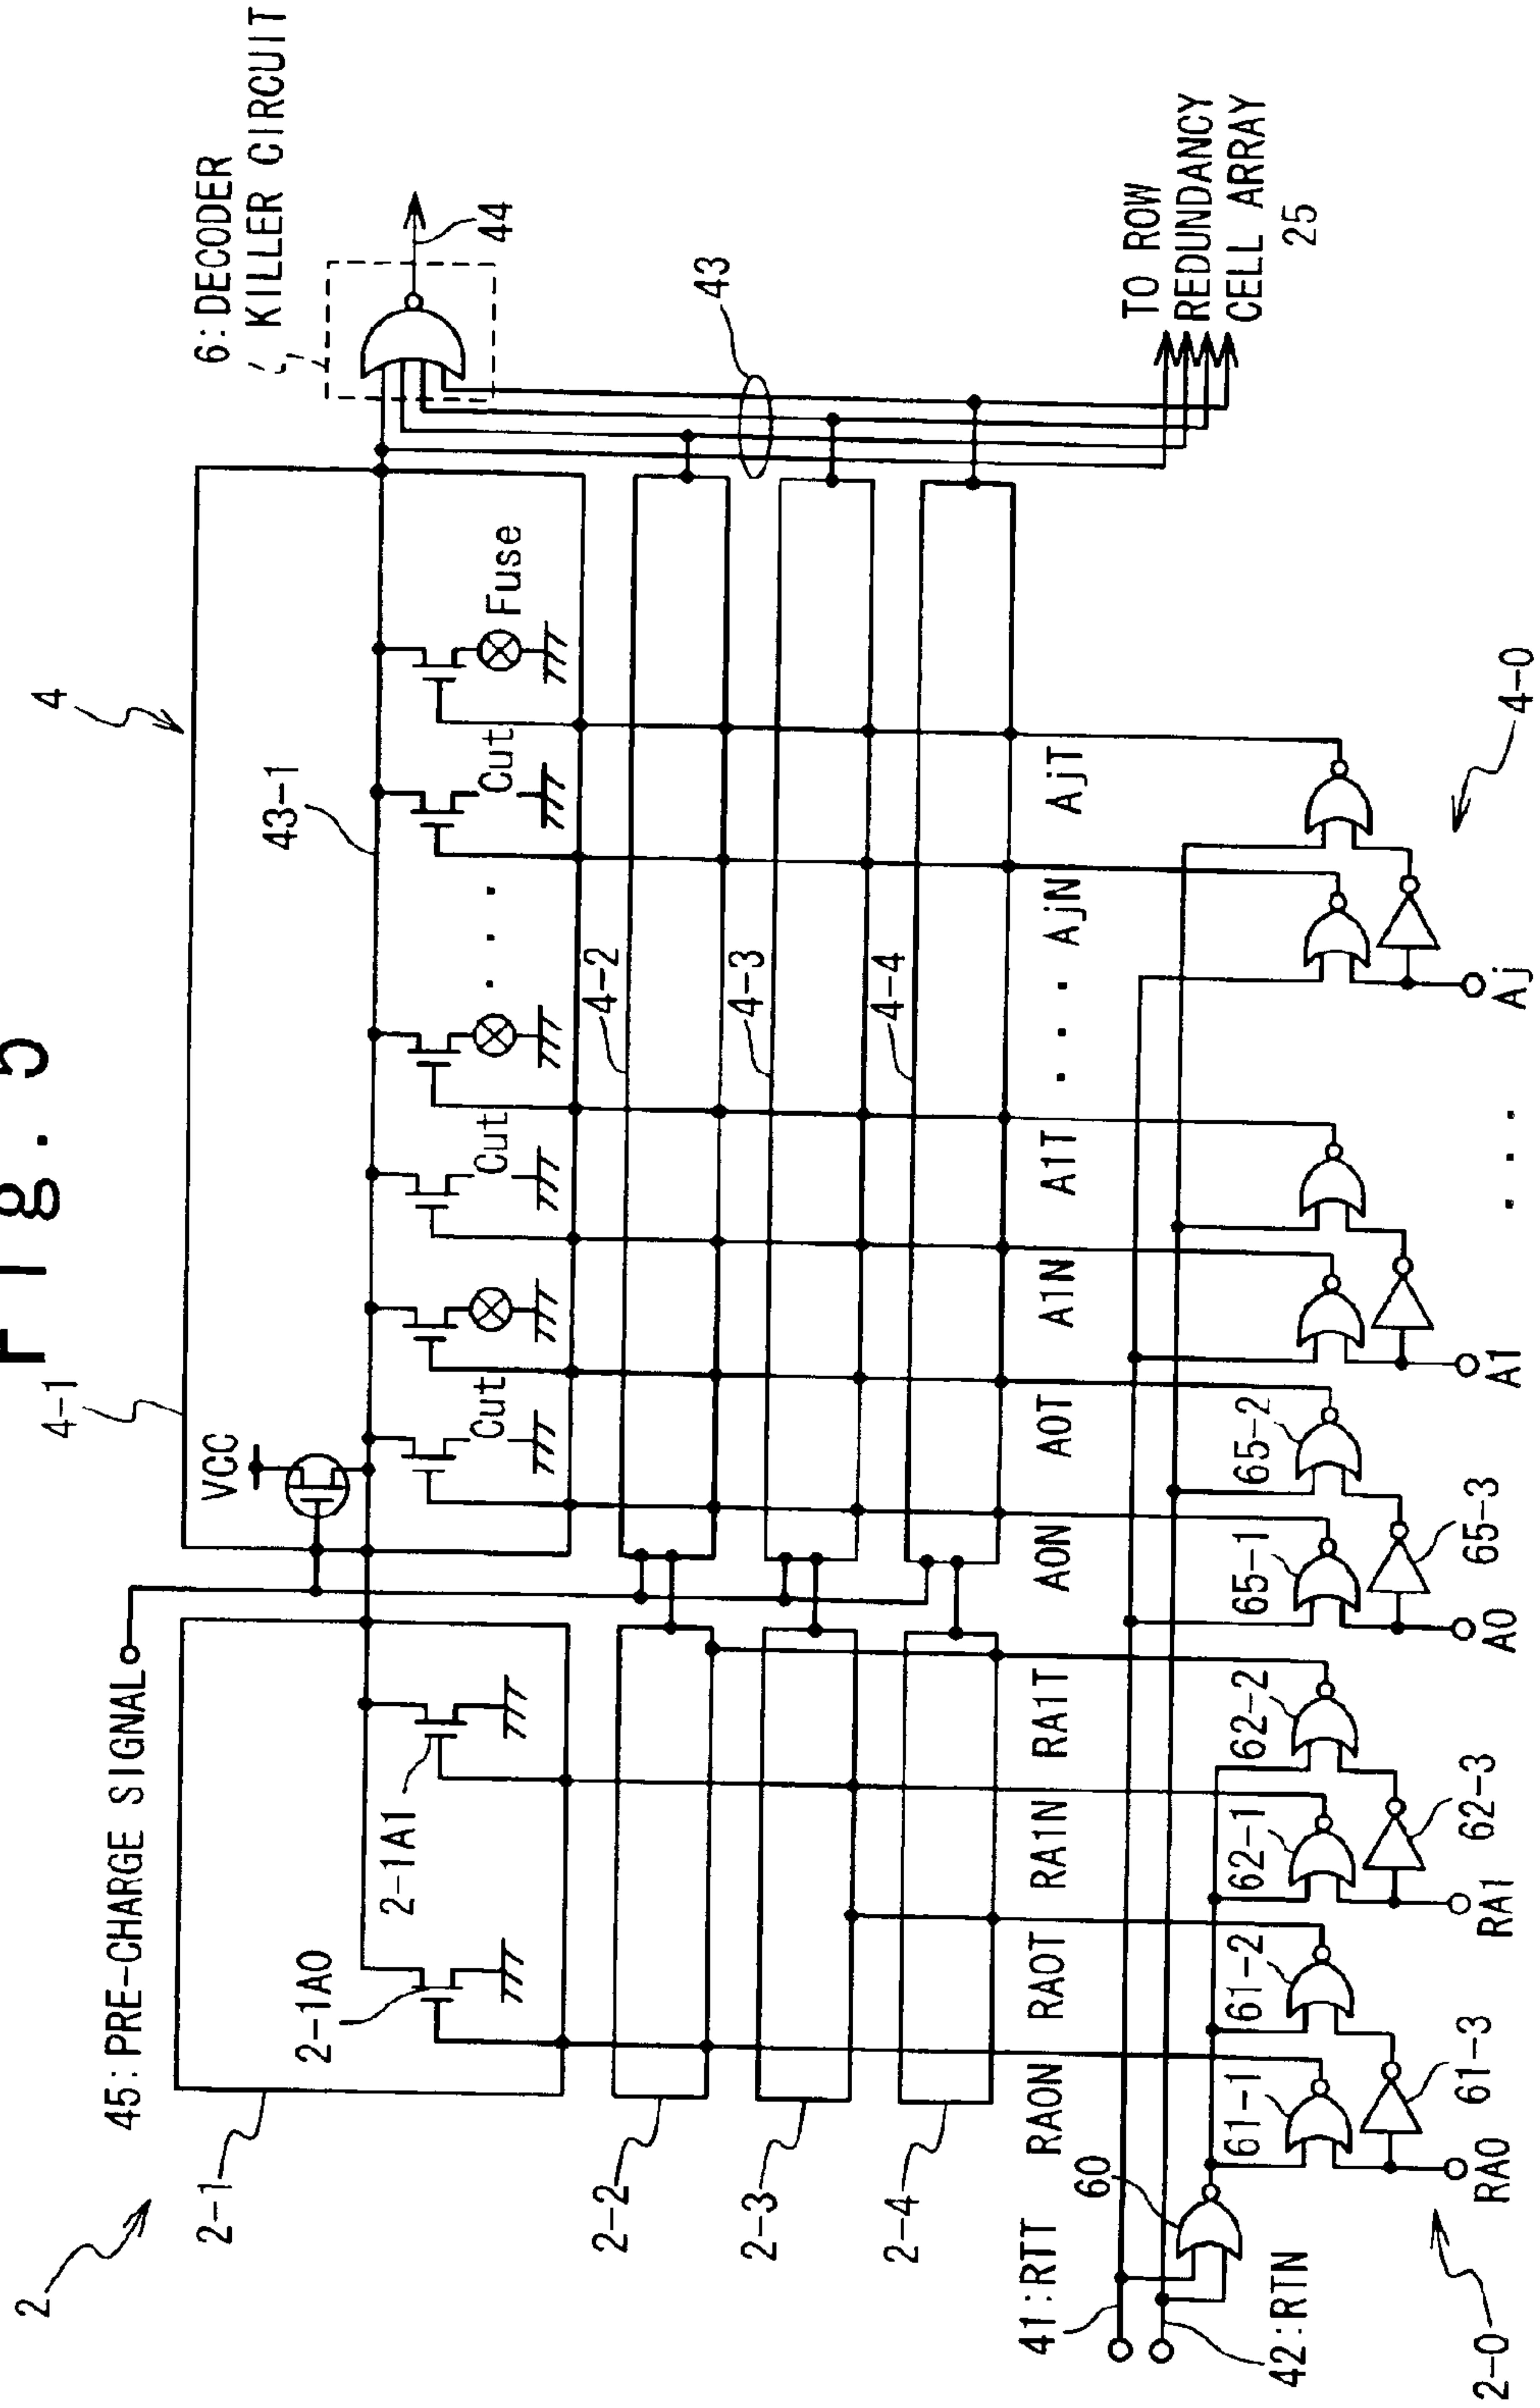 Fig. 5
2
45:PRE-CHARGE SIGNAL
4-1
4
6:DECODER
KILLER CIRCUIT
2-1
VCC
43-1
44
2-1A0
2-1A1
Cut
Cut
. . . .
Cut
Fuse
43
2-2
4-2
2-3
4-3
2-4
4-4
TO ROW
REDUNDANCY
CELL ARRAY
25
RA0N
RA0T
RA1N
RA1T
A0N
A0T
A1N
A1T
. . . .
AjN
AjT
41:RTT
60
42:RTN
61-1
61-2
62-1
62-2
65-1
65-2
61-3
62-3
65-3
4-0
2-0
RA0
RA1
A0
A1
. . .
Aj